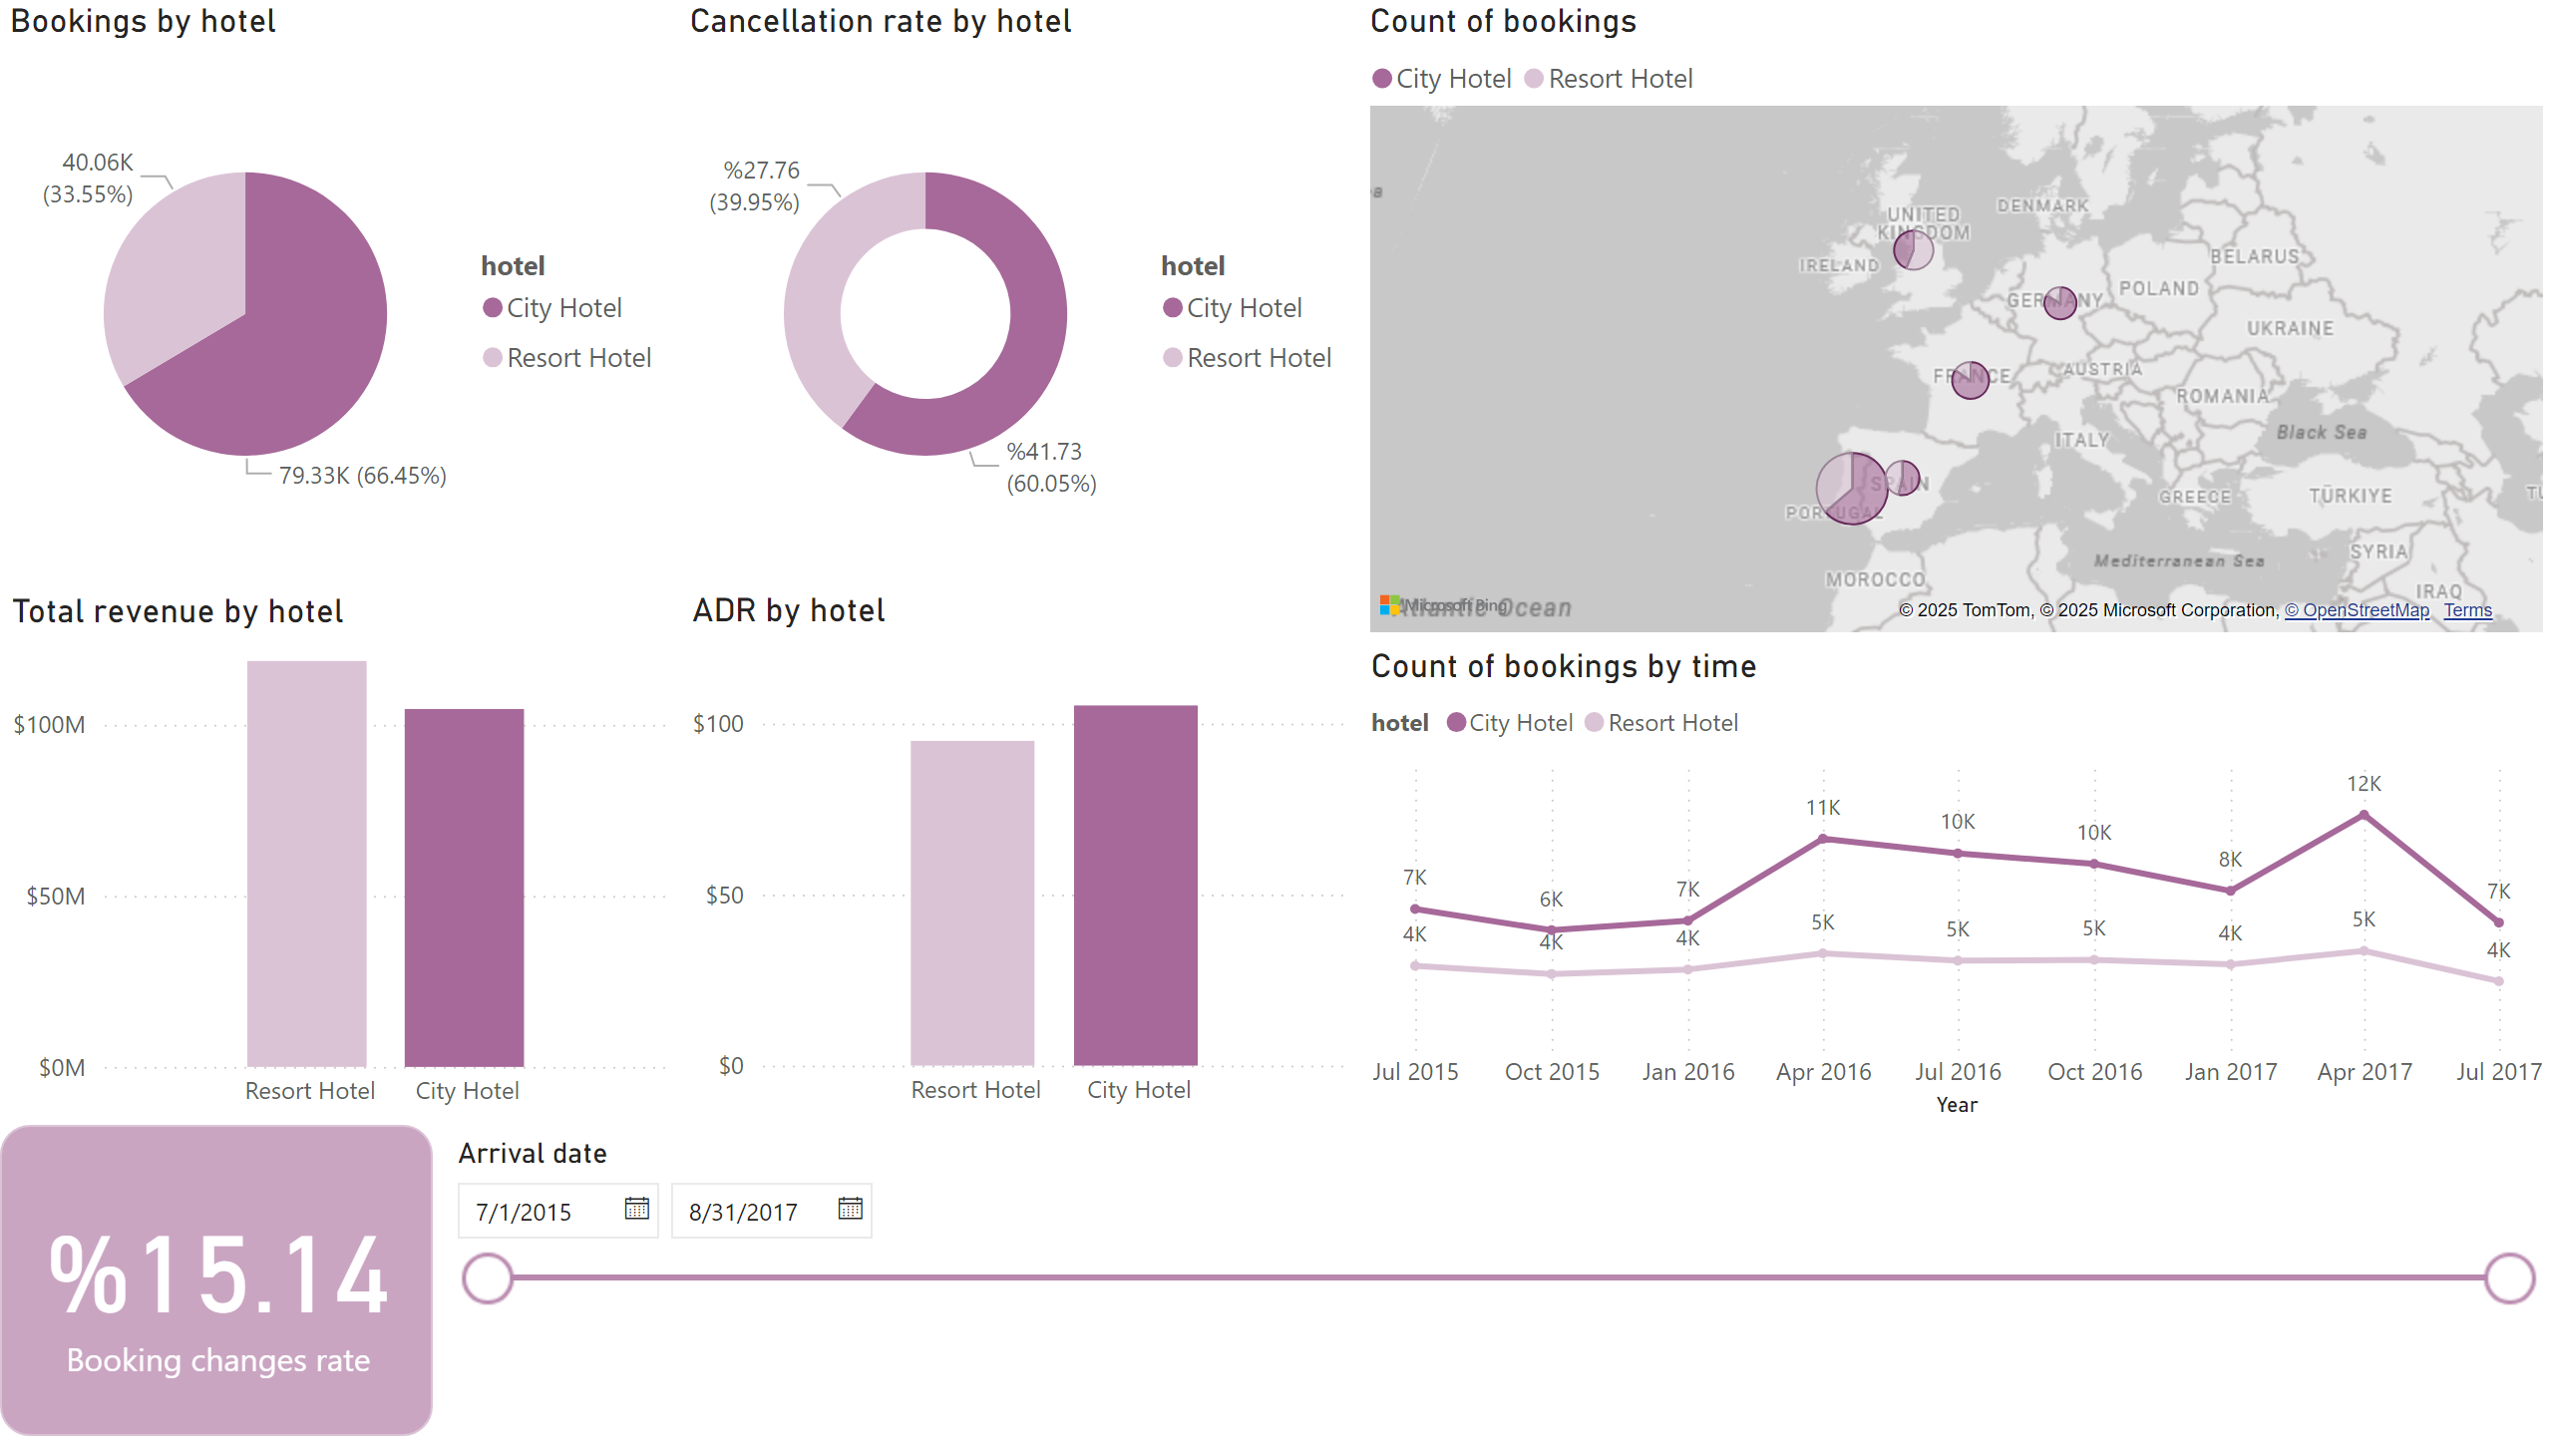 Bookings by hotel
40.06K
(33.55%)
79.33K (66.45%)
hotel
City Hotel
Resort Hotel
Cancellation rate by hotel
%27.76
(39.95%)
%41.73
(60.05%)
hotel
City Hotel
Resort Hotel
Count of bookings
City Hotel
Resort Hotel
UNITED
KINGDOM
DENMARK
IRELAND
BELARUS
POLAND
GERMANY
UKRAINE
FRANCE
AUSTRIA
ROMANIA
ITALY
Black Sea
SPAIN
PORTUGAL
GREECE
TÜRKIYE
SYRIA
Mediterranean Sea
MOROCCO
IRAQ
Microsoft Bing
Atlantic Ocean
© 2025 TomTom, © 2025 Microsoft Corporation, © OpenStreetMap Terms
Total revenue by hotel
$100M
$50M
$0M
Resort Hotel
City Hotel
ADR by hotel
$100
$50
$0
Resort Hotel
City Hotel
Count of bookings by time
hotel City Hotel Resort Hotel
7K
6K
7K
11K
10K
10K
8K
12K
7K
4K
4K
4K
5K
5K
5K
4K
5K
4K
Jul 2015
Oct 2015
Jan 2016
Apr 2016
Jul 2016
Oct 2016
Jan 2017
Apr 2017
Jul 2017
Year
%15.14
Booking changes rate
Arrival date
7/1/2015
8/31/2017